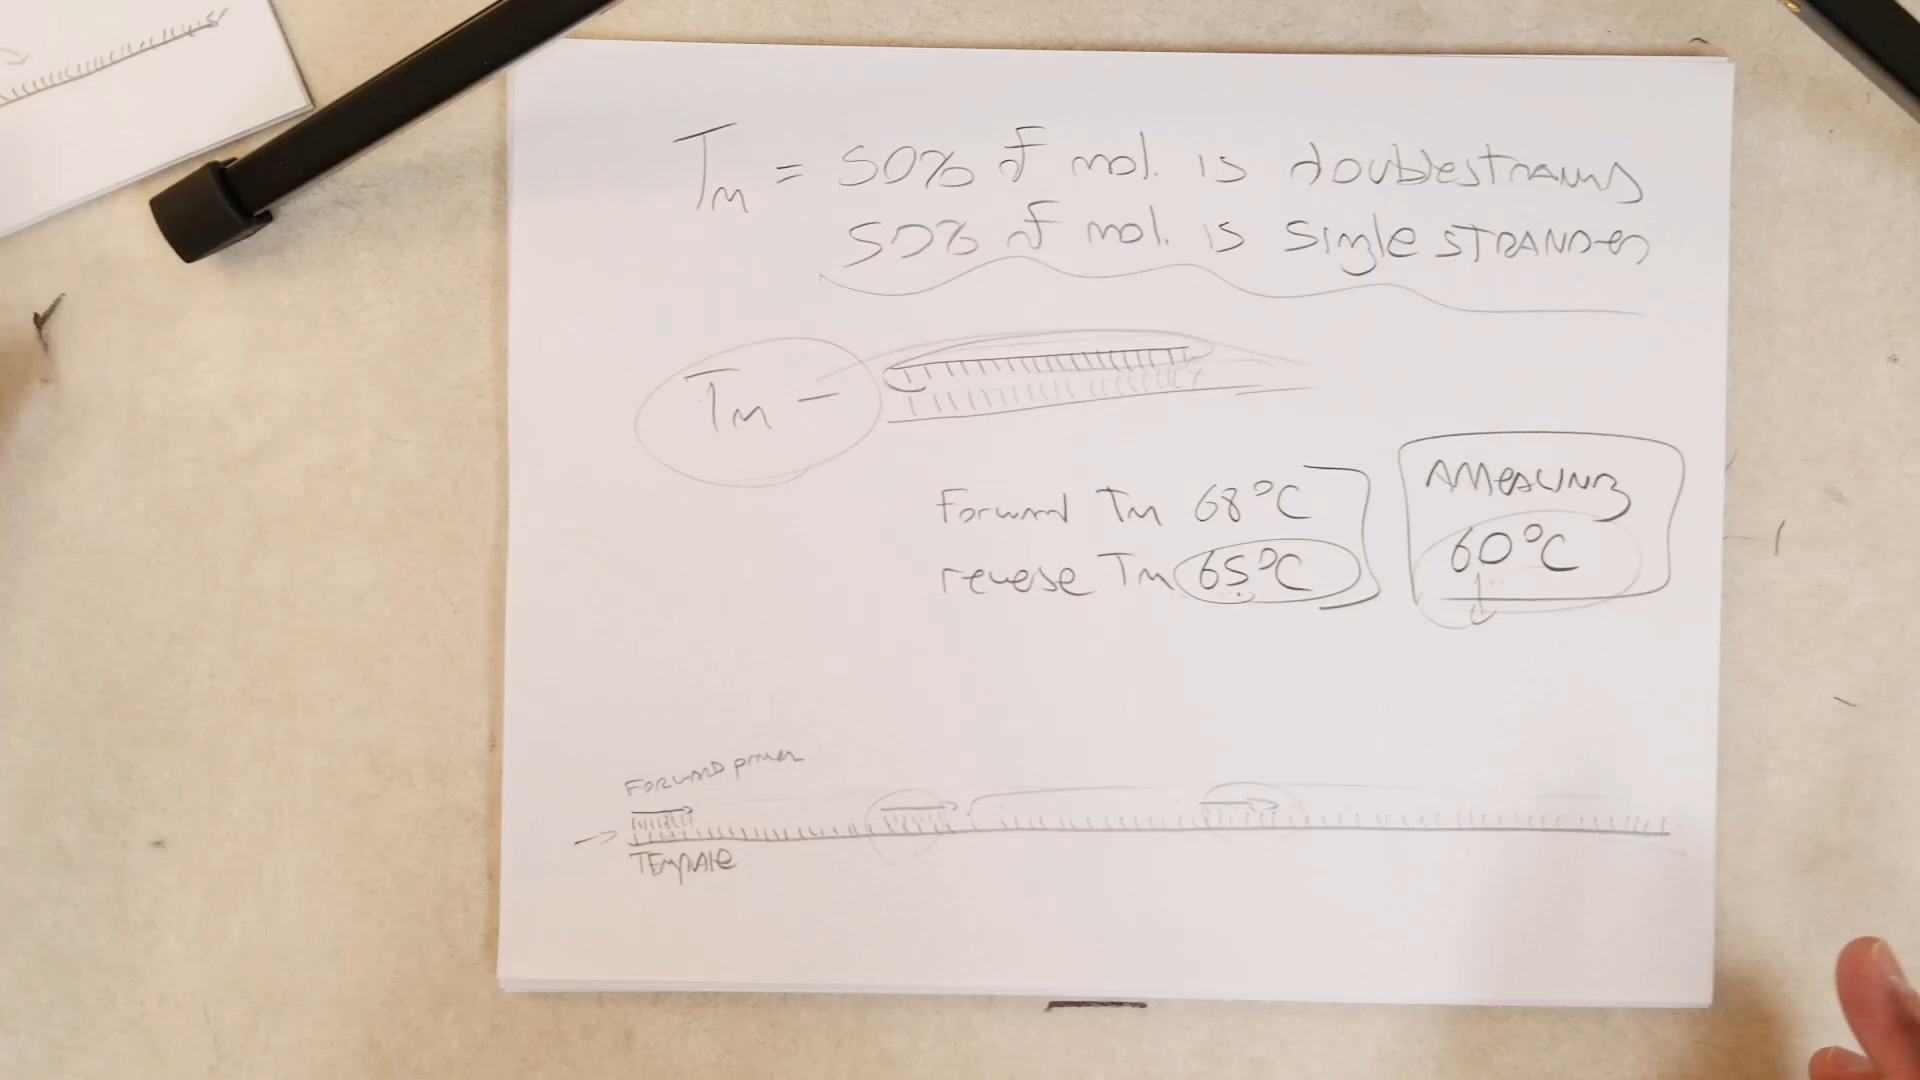 Tm = 50% of mol. is doublestrands
50% of mol. is single STRANDED
Tm -
Forward Tm 68°C
reverse Tm 65°C
Annealing
60°C
Forward primer
Template